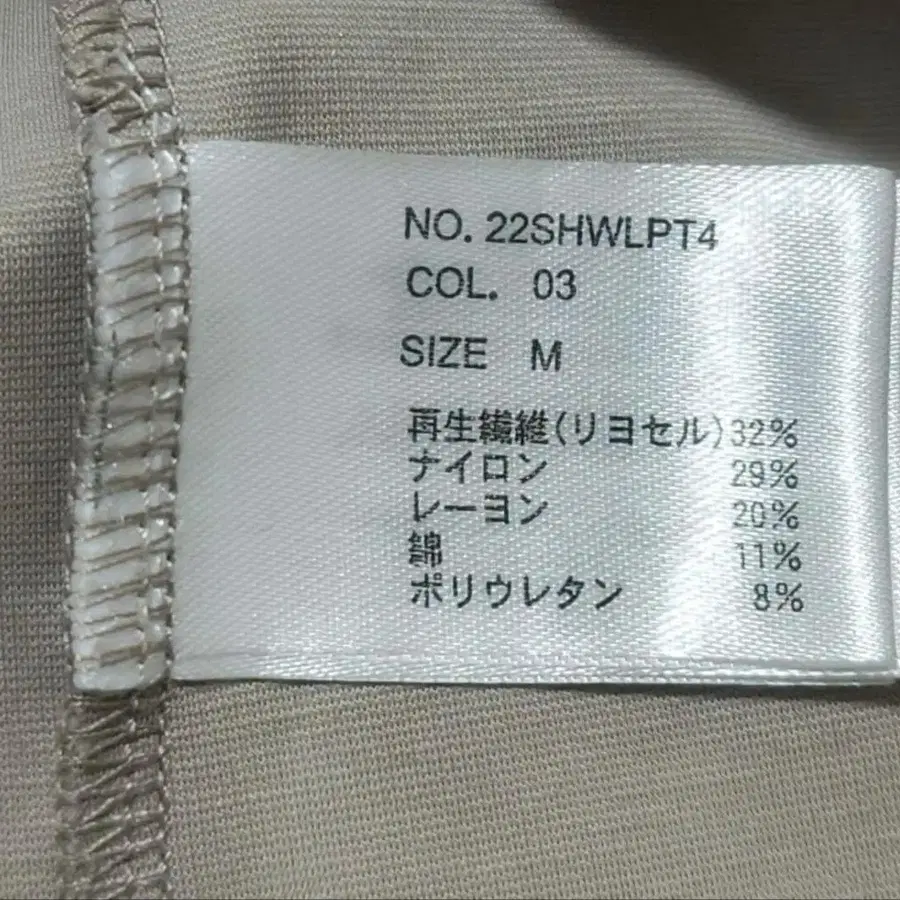 NO. 22SHWLPT4
COL. 03
SIZE M
再生繊維(リヨセル)32%
ナイロン 29%
レーヨン 20%
綿 11%
ポリウレタン 8%